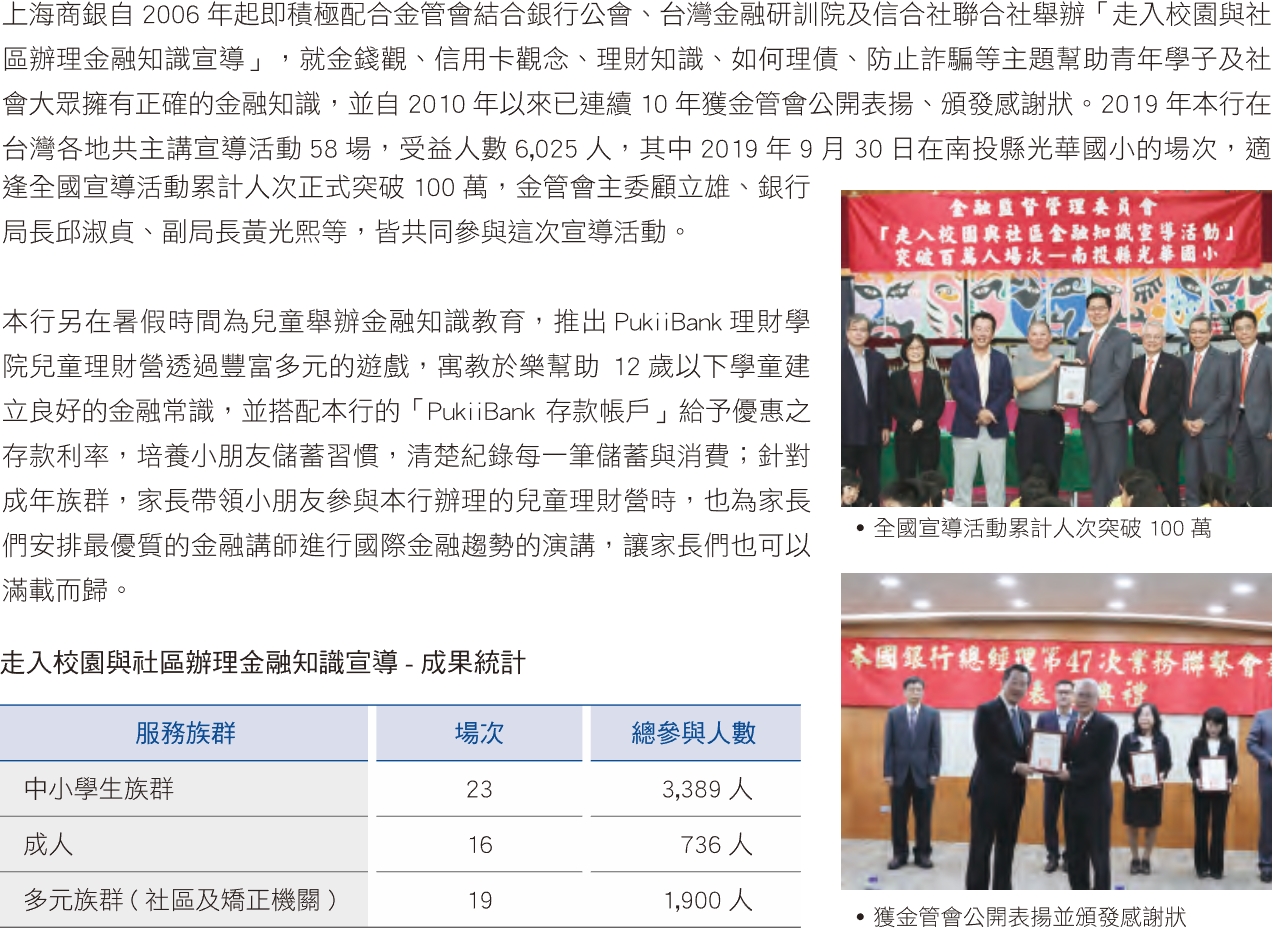 上海商銀自 2006 年起即積極配合金管會結合銀行公會、台灣金融研訓院及信合社聯合社舉辦「走入校園與社
區辦理金融知識宣導」，就金錢觀、信用卡觀念、理財知識、如何理債、防止詐騙等主題幫助青年學子及社
會大眾擁有正確的金融知識，並自 2010 年以來已連續 10 年獲金管會公開表揚、頒發感謝狀。2019 年本行在
台灣各地共主講宣導活動 58 場，受益人數 6,025 人，其中 2019 年 9 月 30 日在南投縣光華國小的場次，適
逢全國宣導活動累計人次正式突破 100 萬，金管會主委顧立雄、銀行
局長邱淑貞、副局長黃光熙等，皆共同參與這次宣導活動。
本行另在暑假時間為兒童舉辦金融知識教育，推出 PukiiBank 理財學
院兒童理財營透過豐富多元的遊戲，寓教於樂幫助 12 歲以下學童建
立良好的金融常識，並搭配本行的「PukiiBank 存款帳戶」給予優惠之
存款利率，培養小朋友儲蓄習慣，清楚紀錄每一筆儲蓄與消費；針對
成年族群，家長帶領小朋友參與本行辦理的兒童理財營時，也為家長
們安排最優質的金融講師進行國際金融趨勢的演講，讓家長們也可以
滿載而歸。
走入校園與社區辦理金融知識宣導 - 成果統計
服務族群 場次 總參與人數
中小學生族群 23 3,389 人
成人 16 736 人
多元族群（社區及矯正機關） 19 1,900 人
金融監督管理委員會
「走入校園與社區金融知識宣導活動」
突破百萬人場次—南投縣光華國小
• 全國宣導活動累計人次突破 100 萬
本國銀行總經理第47次業務聯繫會
表 典禮
• 獲金管會公開表揚並頒發感謝狀